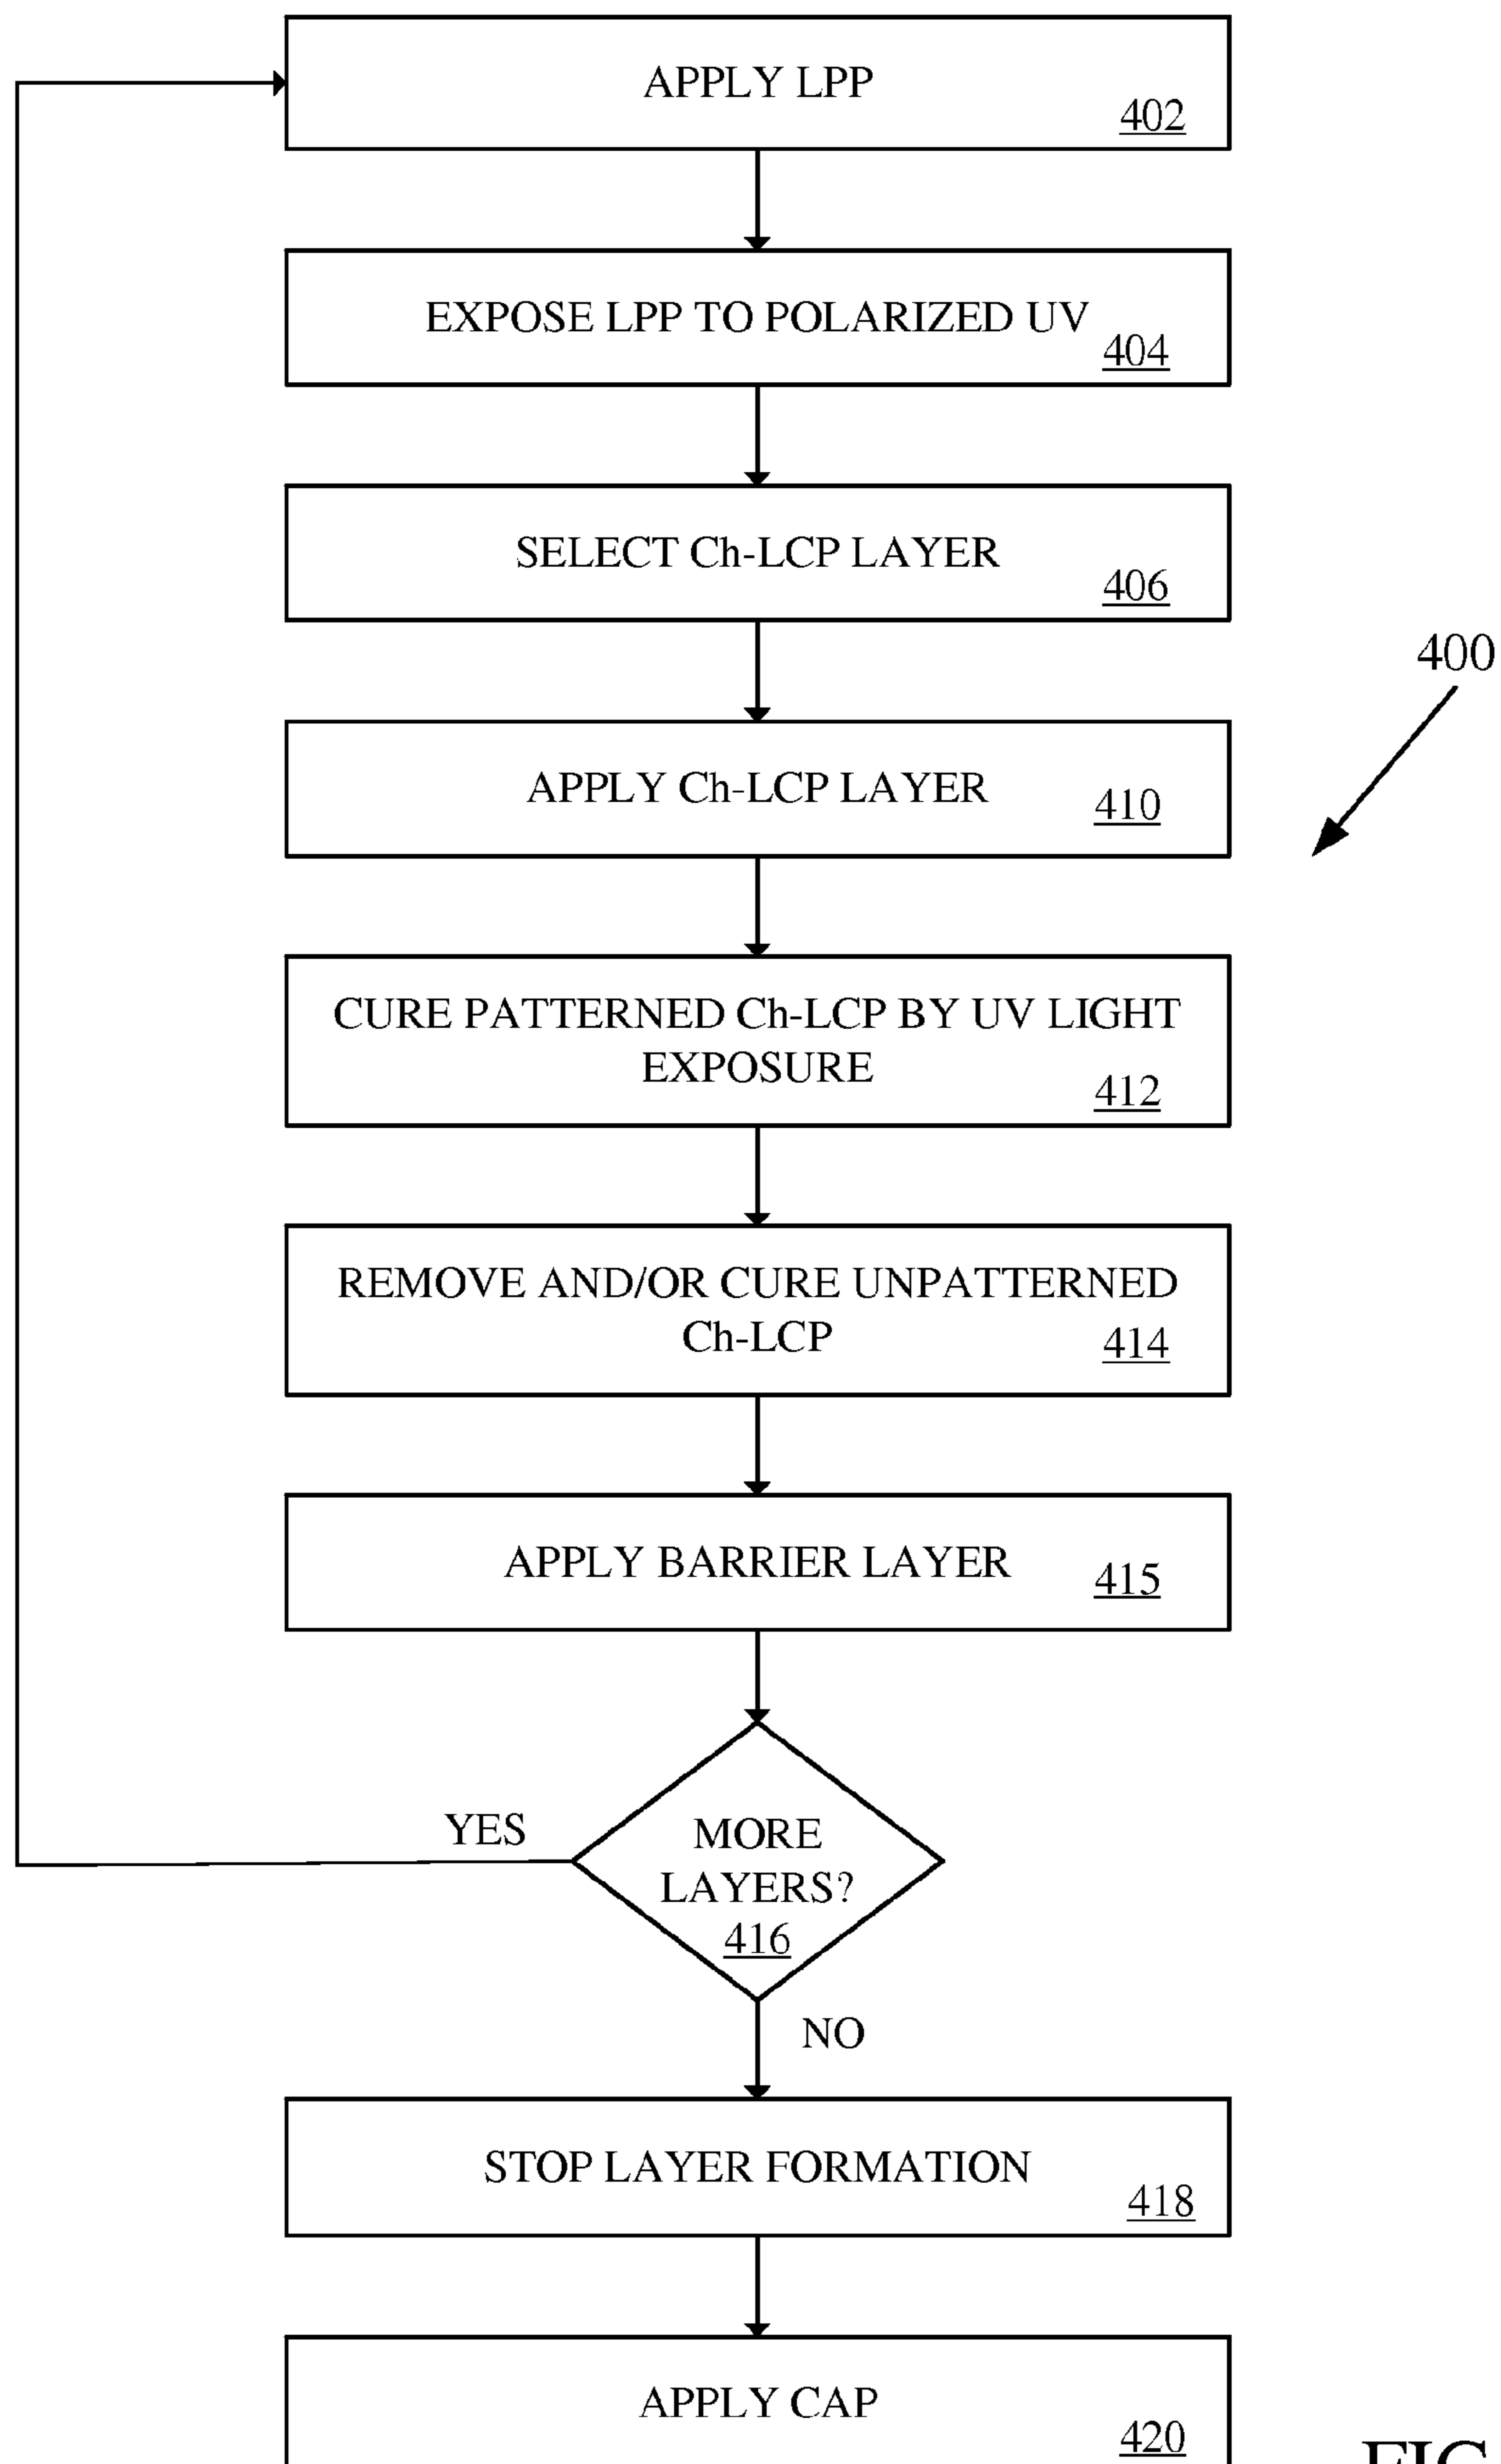 APPLY LPP
402
EXPOSE LPP TO POLARIZED UV
404
SELECT Ch-LCP LAYER
406
400
APPLY Ch-LCP LAYER
410
CURE PATTERNED Ch-LCP BY UV LIGHT
EXPOSURE
412
REMOVE AND/OR CURE UNPATTERNED
Ch-LCP
414
APPLY BARRIER LAYER
415
YES
MORE
LAYERS?
416
NO
STOP LAYER FORMATION
418
APPLY CAP
420
FIG